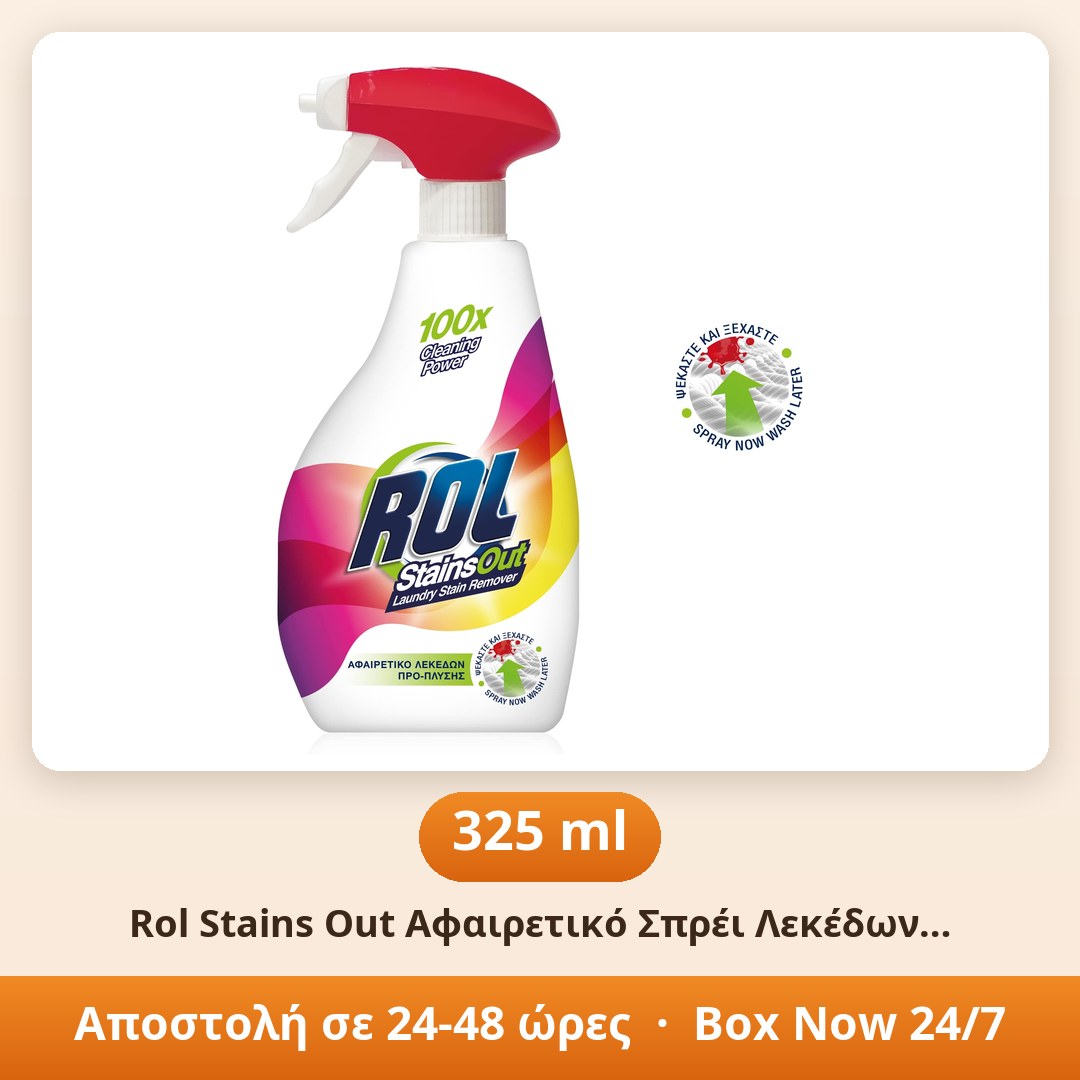 100x
Cleaning
Power
ROL
StainsOut
Laundry Stain Remover
ΑΦΑΙΡΕΤΙΚΟ ΛΕΚΕΔΩΝ
ΠΡΟ-ΠΛΥΣΗΣ
ΨΕΚΑΣΤΕ ΚΑΙ ΞΕΧΑΣΤΕ
SPRAY NOW WASH LATER
ΨΕΚΑΣΤΕ ΚΑΙ ΞΕΧΑΣΤΕ
SPRAY NOW WASH LATER
325 ml
Rol Stains Out Αφαιρετικό Σπρέι Λεκέδων...
Αποστολή σε 24-48 ώρες · Box Now 24/7